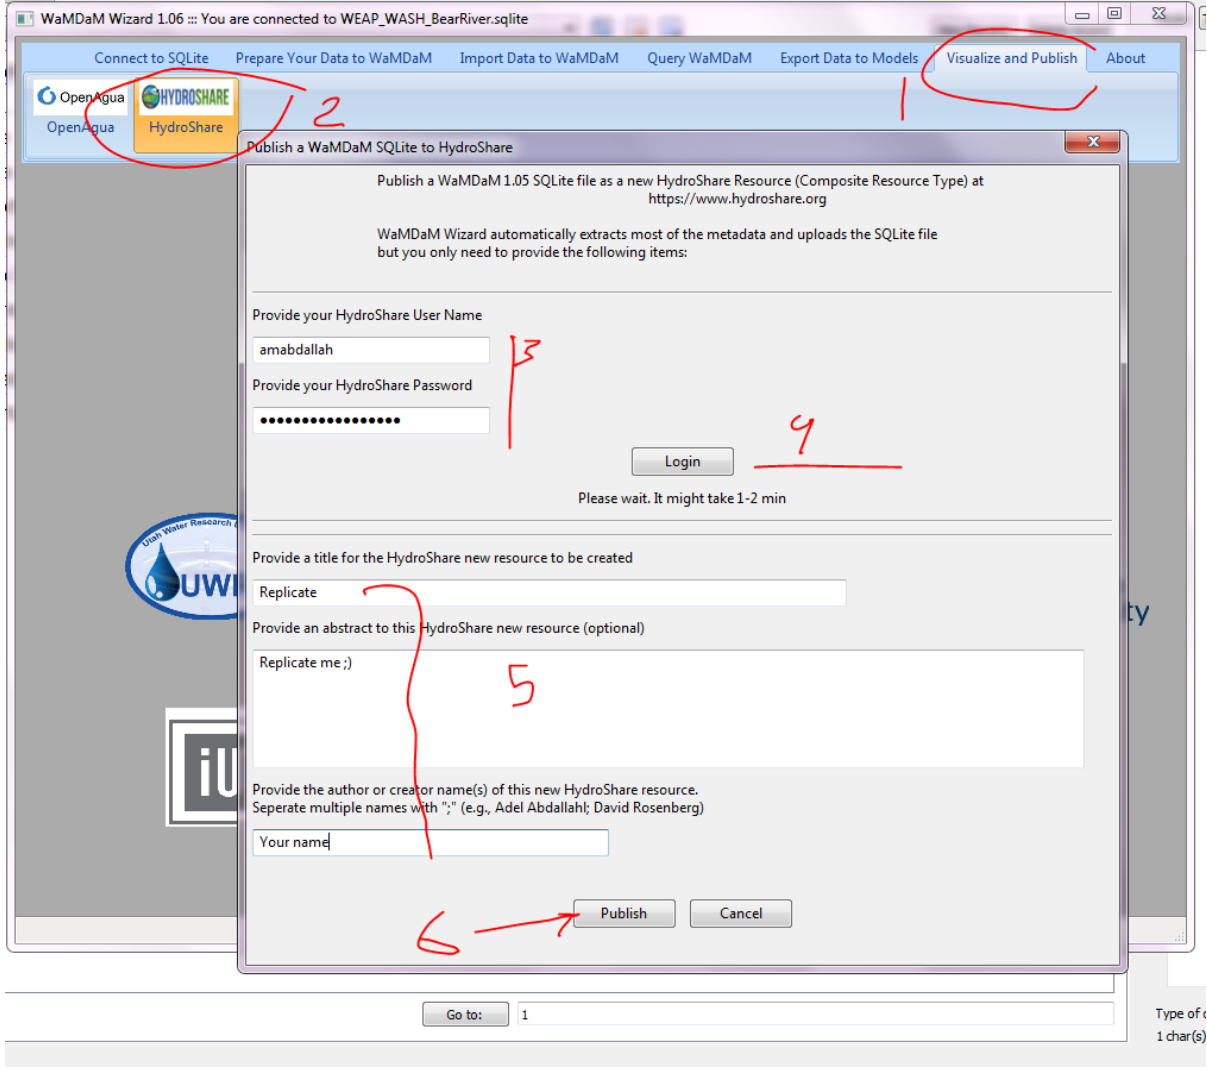 WaMDaM Wizard 1.06 ::: You are connected to WEAP_WASH_BearRiver.sqlite
Connect to SQLite Prepare Your Data to WaMDaM Import Data to WaMDaM Query WaMDaM Export Data to Models Visualize and Publish About
1
OpenAgua HYDROSHARE
OpenAgua HydroShare
2
Publish a WaMDaM SQLite to HydroShare
Publish a WaMDaM 1.05 SQLite file as a new HydroShare Resource (Composite Resource Type) at
https://www.hydroshare.org
WaMDaM Wizard automatically extracts most of the metadata and uploads the SQLite file
but you only need to provide the following items:
Provide your HydroShare User Name
amabdallah
3
Provide your HydroShare Password
Login
4
Please wait. It might take 1-2 min
Utah Water Research
Provide a title for the HydroShare new resource to be created
Replicate
Provide an abstract to this HydroShare new resource (optional)
Replicate me ;)
5
Provide the author or creator name(s) of this new HydroShare resource.
Seperate multiple names with ";" (e.g., Adel Abdallahl; David Rosenberg)
Your name
6
Publish Cancel
Go to: 1
Type of
1 char(s)